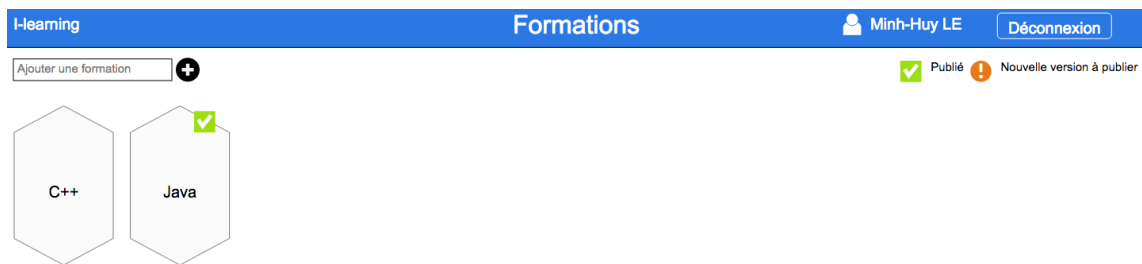 I-learning
Formations
Minh-Huy LE
Déconnexion
Ajouter une formation
Publié
Nouvelle version à publier
C++
Java